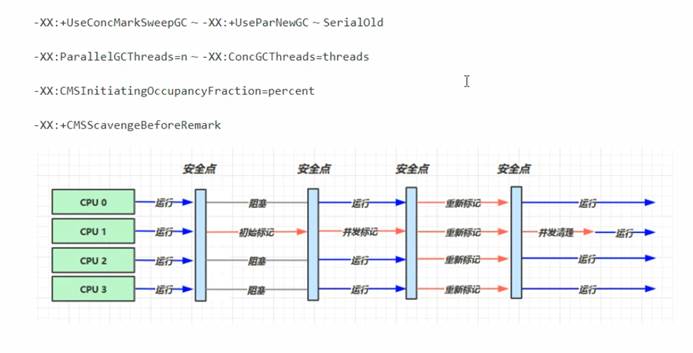 -XX:+UseConcMarkSweepGC ~ -XX:+UseParNewGC ~ SerialOld
-XX:ParallelGCThreads=n ~ -XX:ConcGCThreads=threads
-XX:CMSInitiatingOccupancyFraction=percent
-XX:+CMSScavengeBeforeRemark
安全点 安全点 安全点 安全点
CPU 0 运行 阻塞 运行 重新标记 运行
CPU 1 运行 初始标记 并发标记 重新标记 并发清理 运行
CPU 2 运行 阻塞 运行 重新标记 运行
CPU 3 运行 阻塞 运行 重新标记 运行